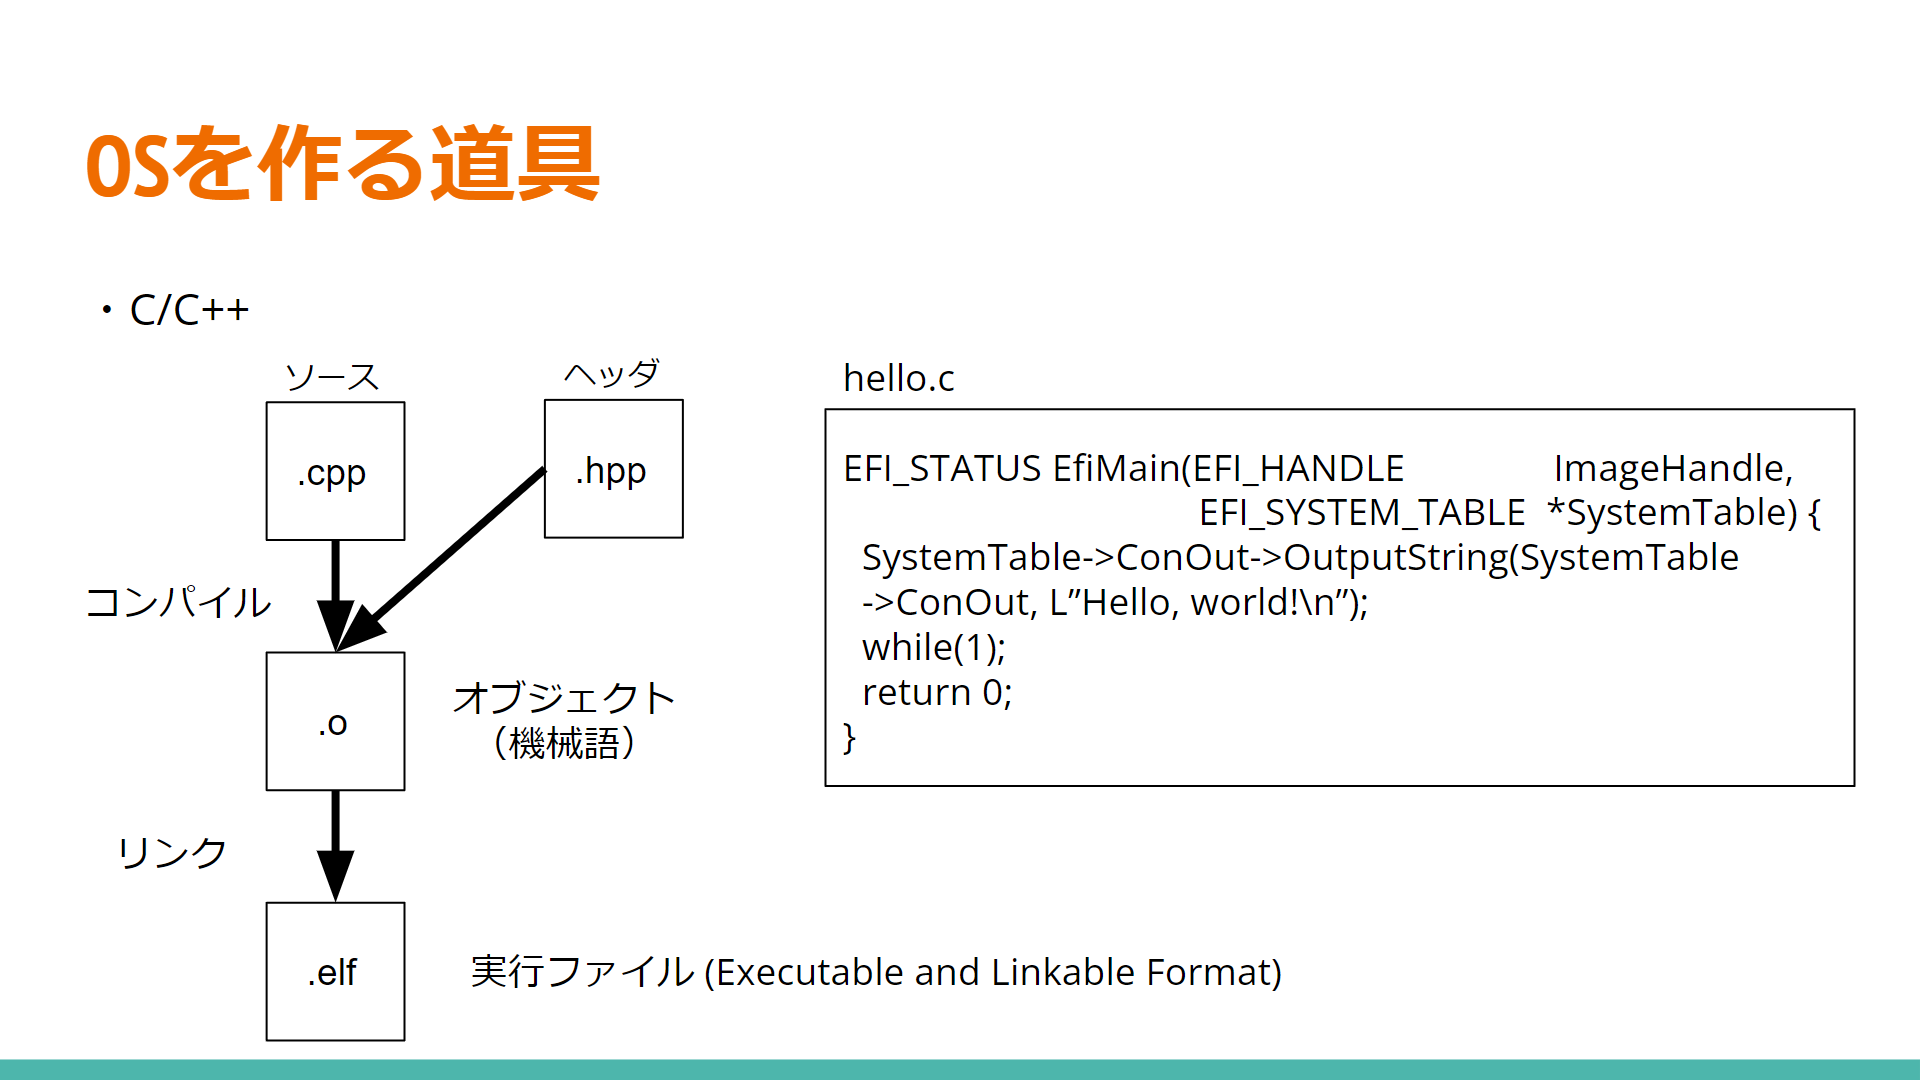 OSを作る道具
・C/C++
ソース
ヘッダ
.cpp
.hpp
コンパイル
.o
オブジェクト
（機械語）
リンク
.elf
実行ファイル (Executable and Linkable Format)
hello.c
EFI_STATUS EfiMain(EFI_HANDLE ImageHandle,
EFI_SYSTEM_TABLE *SystemTable) {
SystemTable->ConOut->OutputString(SystemTable
->ConOut, L”Hello, world!\n”);
while(1);
return 0;
}